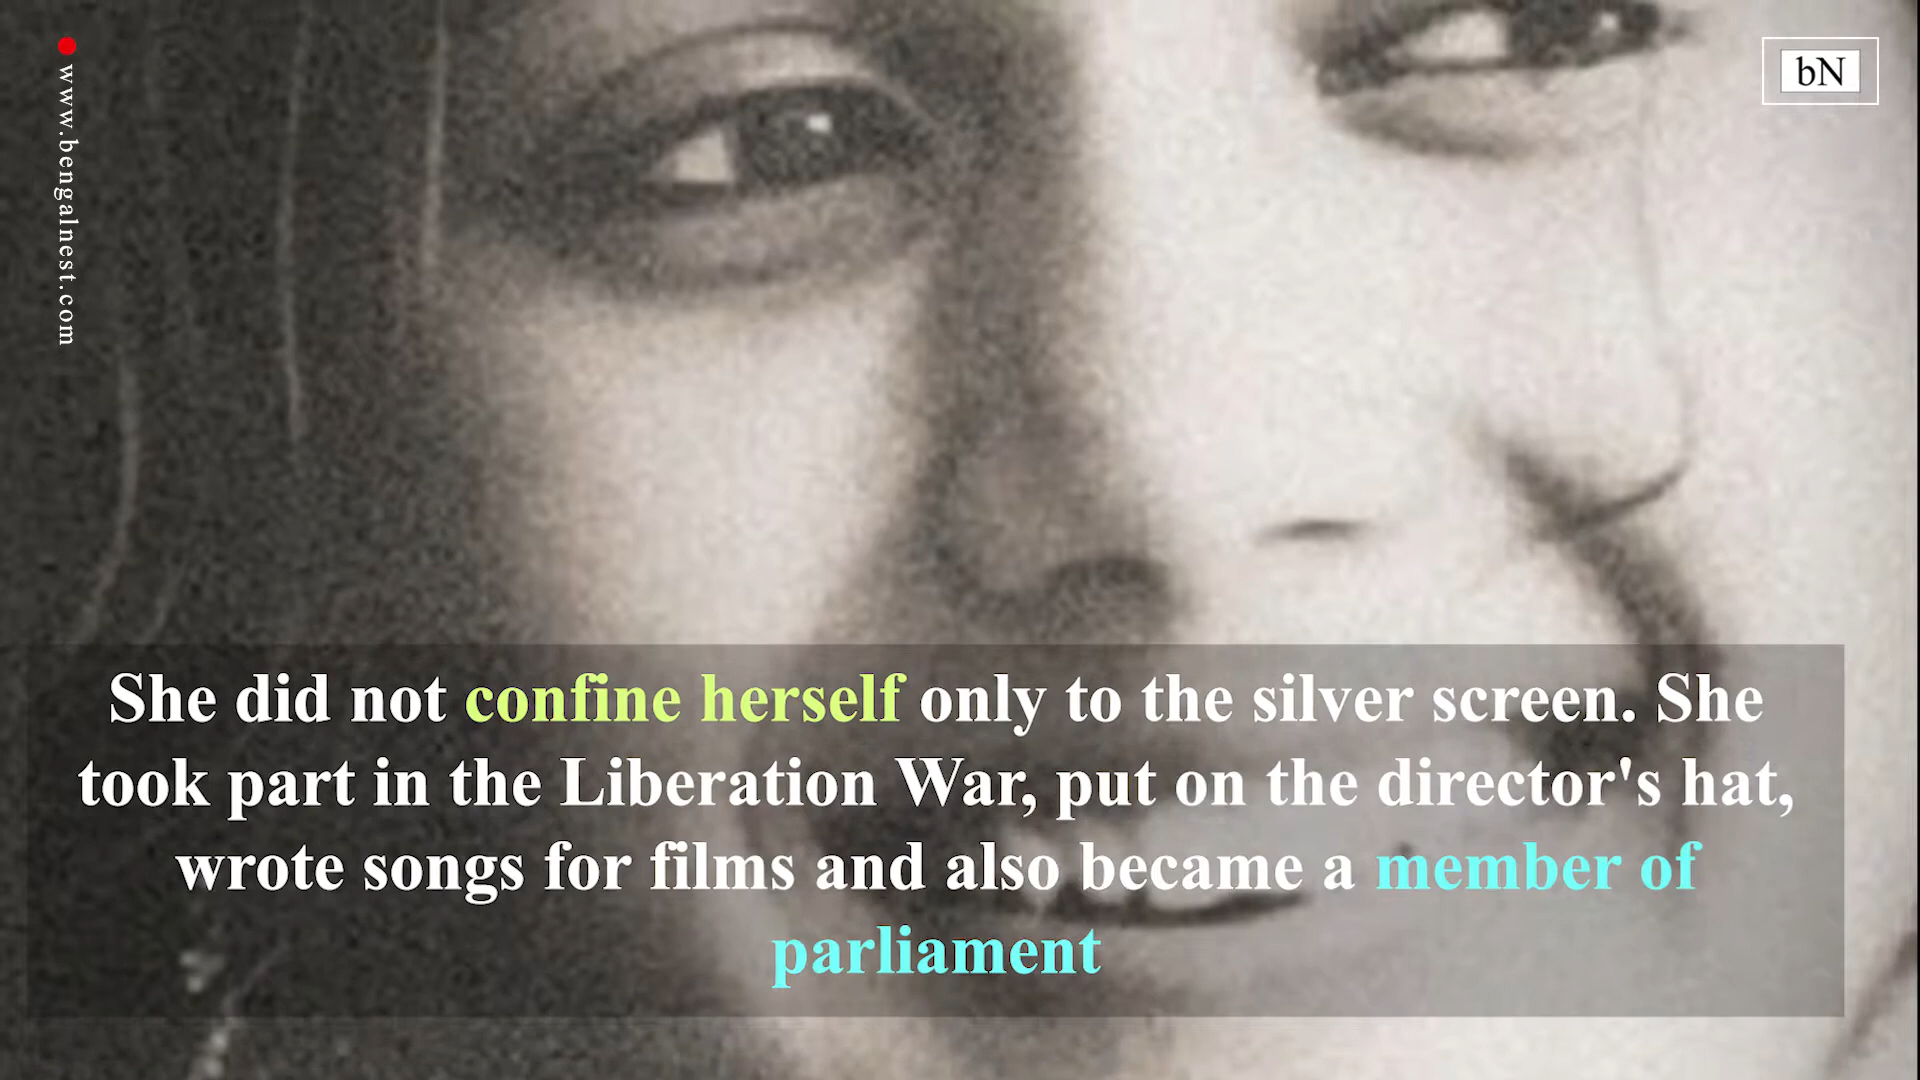 www.bengalnest.com
bN
She did not confine herself only to the silver screen. She
took part in the Liberation War, put on the director's hat,
wrote songs for films and also became a member of
parliament